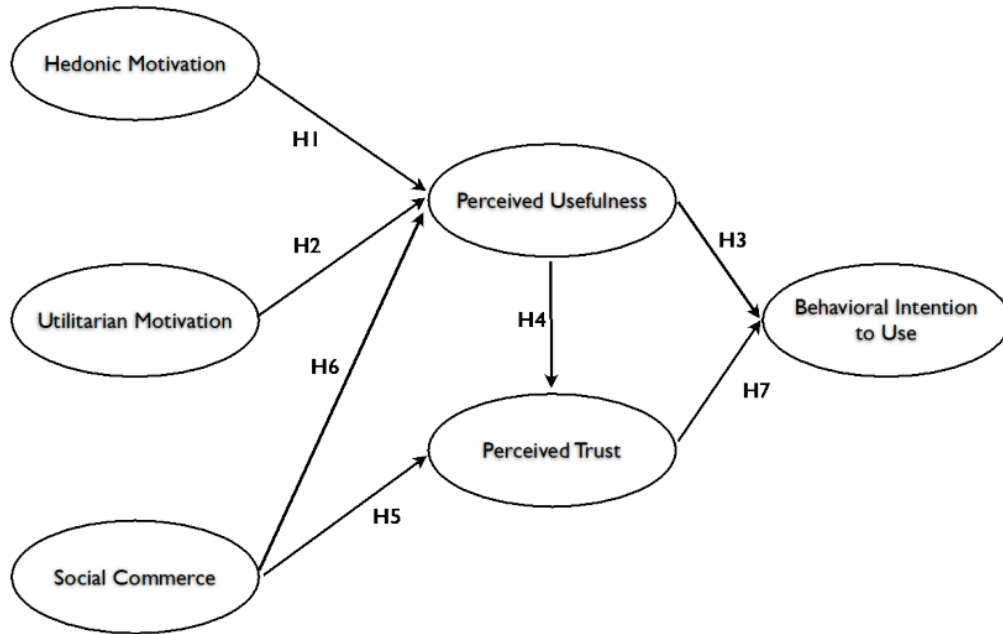 Hedonic Motivation
H1
Perceived Usefulness
H2
H3
Utilitarian Motivation
H4
Behavioral Intention
to Use
H6
H7
Perceived Trust
H5
Social Commerce